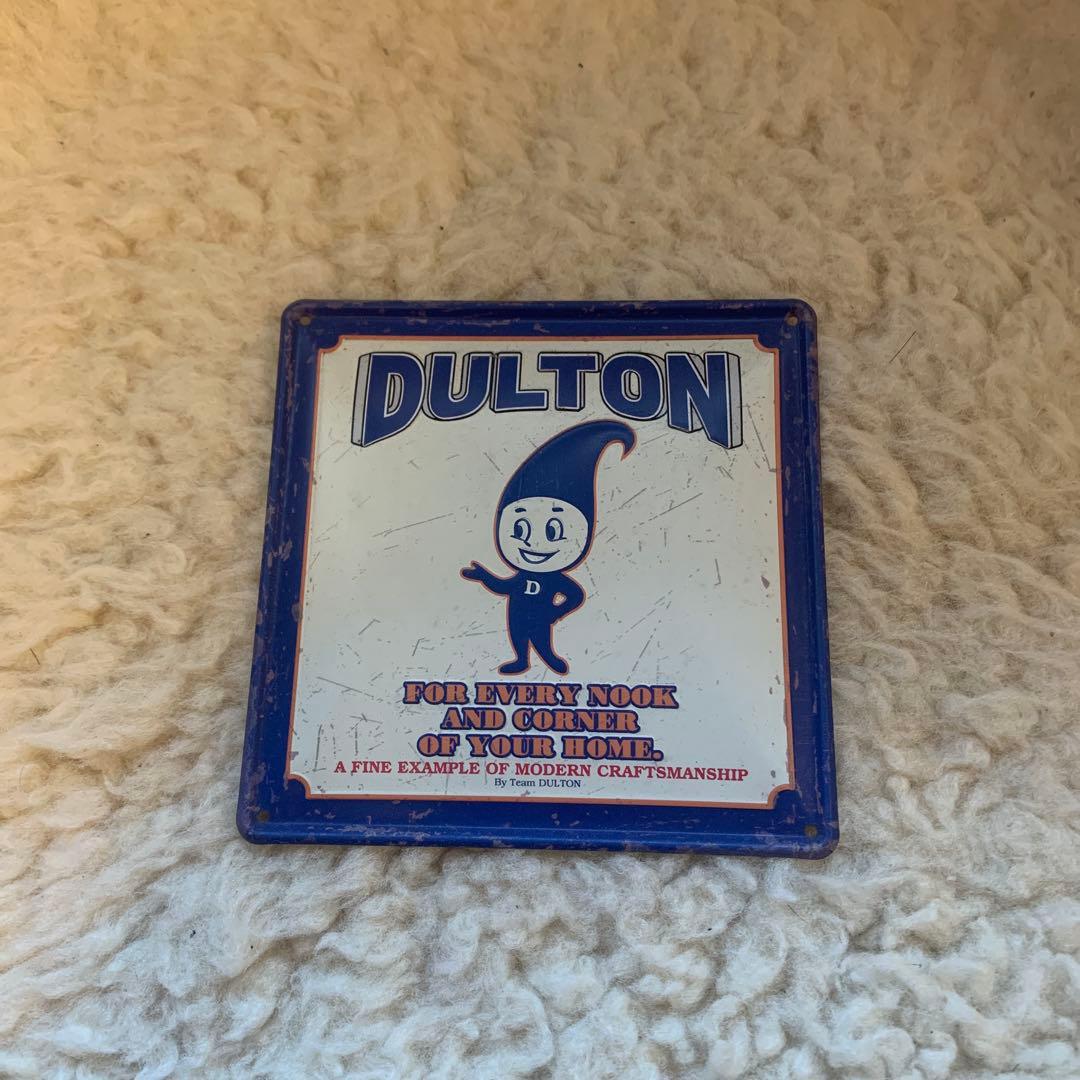 DULTON
D
FOR EVERY NOOK
AND CORNER
OF YOUR HOME.
A FINE EXAMPLE OF MODERN CRAFTSMANSHIP
By Team DULTON